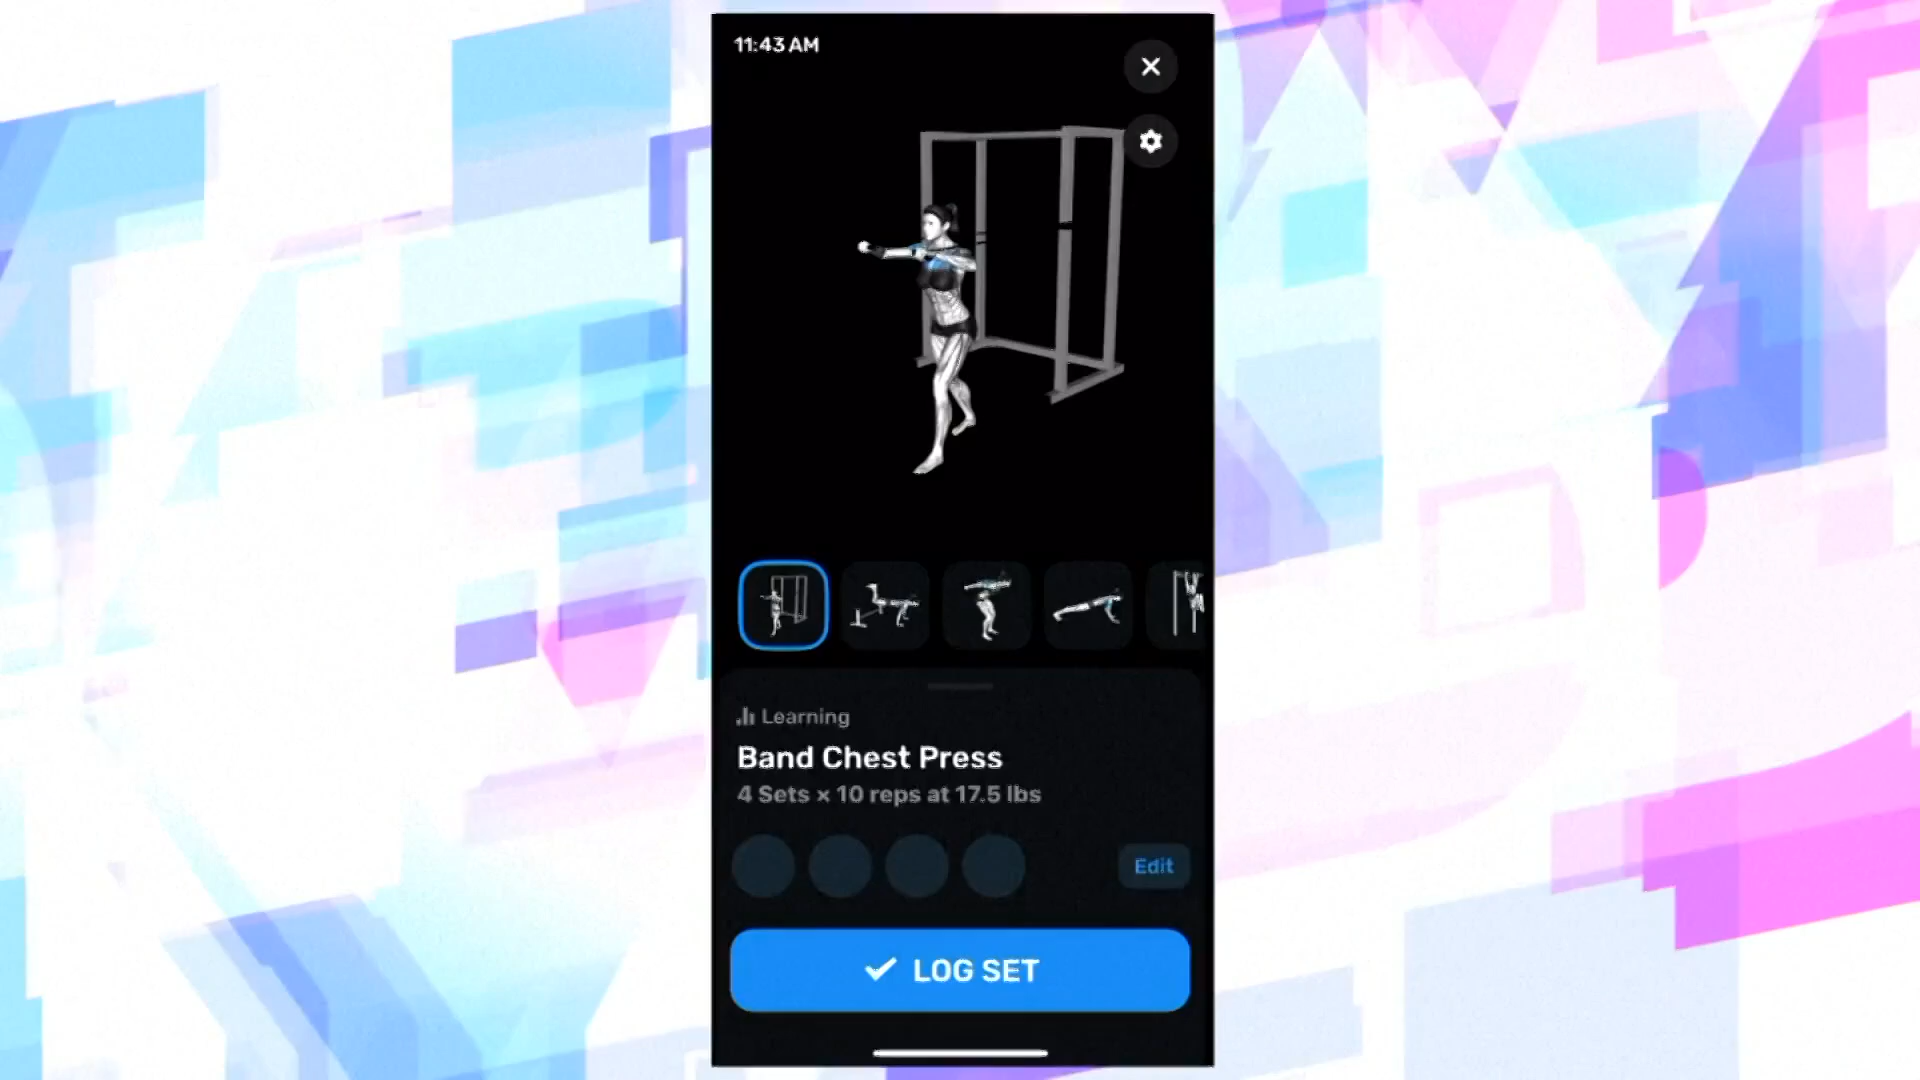 11:43 AM
Learning
Band Chest Press
4 Sets × 10 reps at 17.5 lbs
Edit
LOG SET